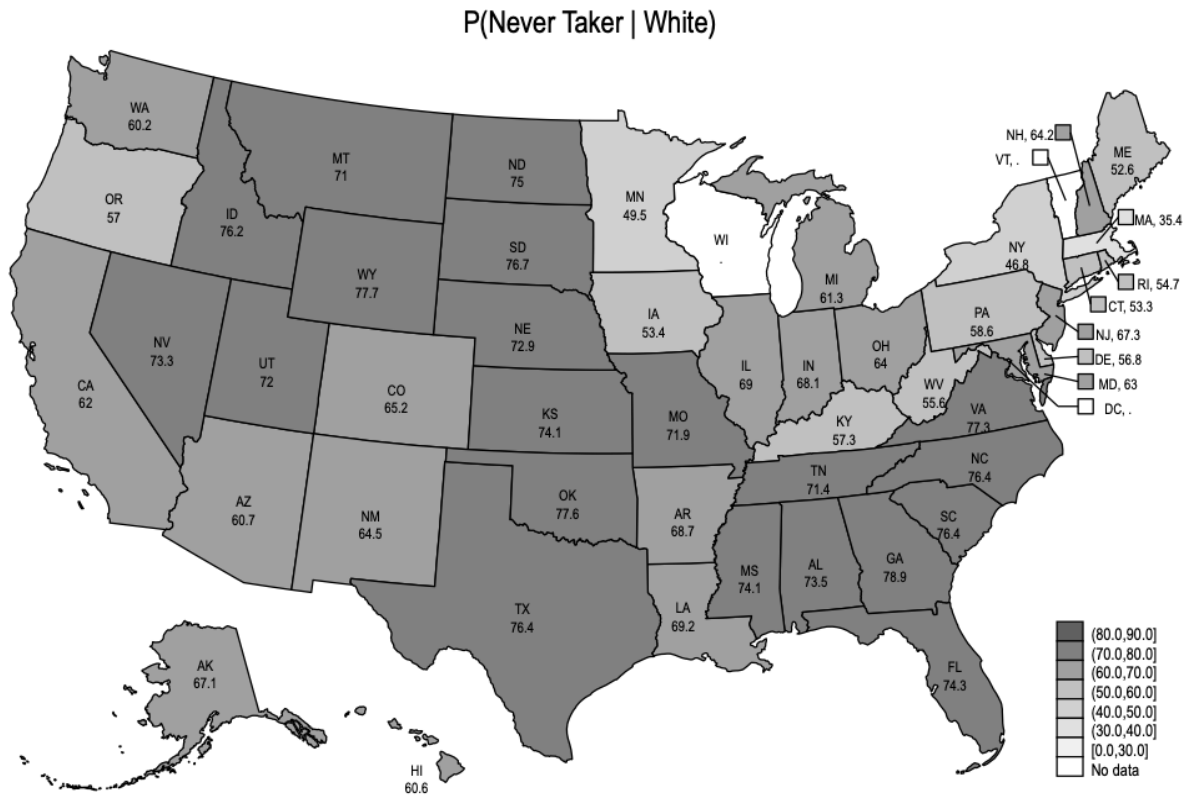 P(Never Taker | White)
WA
60.2
OR
57
CA
62
NV
73.3
ID
76.2
MT
71
WY
77.7
UT
72
CO
65.2
AZ
60.7
NM
64.5
ND
75
SD
76.7
NE
72.9
KS
74.1
OK
77.6
TX
76.4
MN
49.5
IA
53.4
MO
71.9
AR
68.7
LA
69.2
WI
.
IL
69
MI
61.3
IN
68.1
OH
64
KY
57.3
TN
71.4
MS
74.1
AL
73.5
GA
78.9
FL
74.3
SC
76.4
NC
76.4
VA
77.3
WV
55.6
PA
58.6
NY
46.8
ME
52.6
NH, 64.2
VT, .
MA, 35.4
RI, 54.7
CT, 53.3
NJ, 67.3
DE, 56.8
MD, 63
DC, .
AK
67.1
HI
60.6
(80.0,90.0]
(70.0,80.0]
(60.0,70.0]
(50.0,60.0]
(40.0,50.0]
(30.0,40.0]
[0.0,30.0]
No data